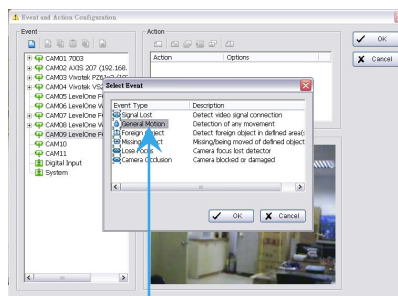 Event and Action Configuration
Event
Action
OK
Cancel
Action Options
CAM01 7003
CAM02 AXIS 207 (192.168.
CAM03 Vivotek
CAM04 Vivotek
CAM05 LevelOne
CAM06 LevelOne
CAM07 LevelOne
CAM08 LevelOne
CAM09 LevelOne
CAM10
CAM11
Digital Input
System
Select Event
Event Type Description
Signal Lost Detect video signal connection
General Motion Detection of any movement
Foreign Detect foreign object in defined area(s
Missing Missing/being moved of defined object
Lose Focus Camera focus lost detector
Camera Occlusion Camera blocked or damaged
OK
Cancel